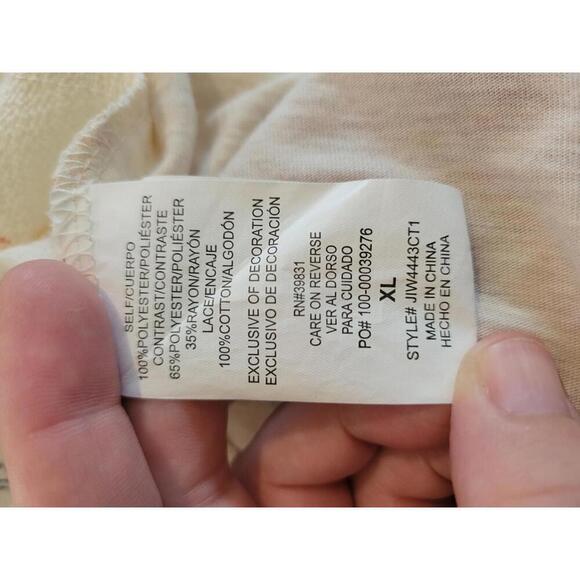 SELF/CUERPO
100%POLYESTER/POLIÉSTER
CONTRAST/CONTRASTE
65%POLYESTER/POLIÉSTER
35%RAYON/RAYÓN
LACE/ENCAJE
100%COTTON/ALGODÓN
EXCLUSIVE OF DECORATION
EXCLUSIVO DE DECORACIÓN
RN#39831
CARE ON REVERSE
VER AL DORSO
PARA CUIDADO
PO# 100-00039276
XL
STYLE# JIW4443CT1
MADE IN CHINA
HECHO EN CHINA